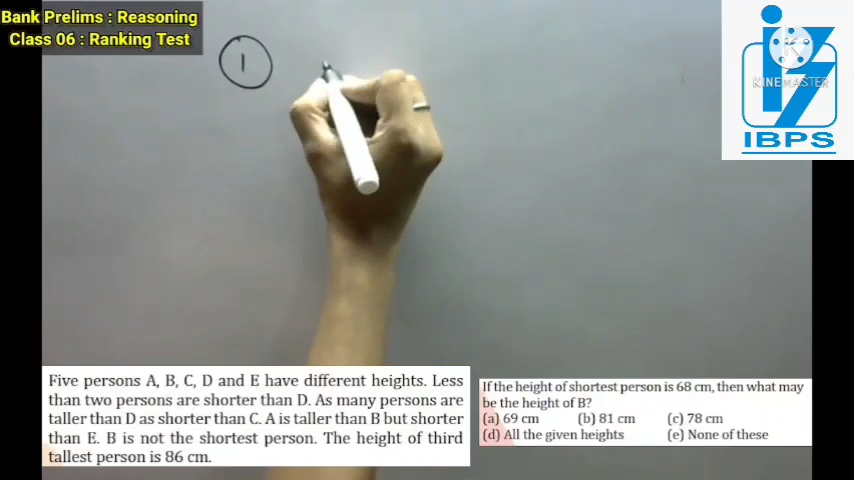 Bank Prelims : Reasoning
Class 06 : Ranking Test
1
KINEMASTER
IBPS
Five persons A, B, C, D and E have different heights. Less
than two persons are shorter than D. As many persons are
taller than D as shorter than C. A is taller than B but shorter
than E. B is not the shortest person. The height of third
tallest person is 86 cm.
If the height of shortest person is 68 cm, then what may
be the height of B?
(a) 69 cm (b) 81 cm (c) 78 cm
(d) All the given heights (e) None of these